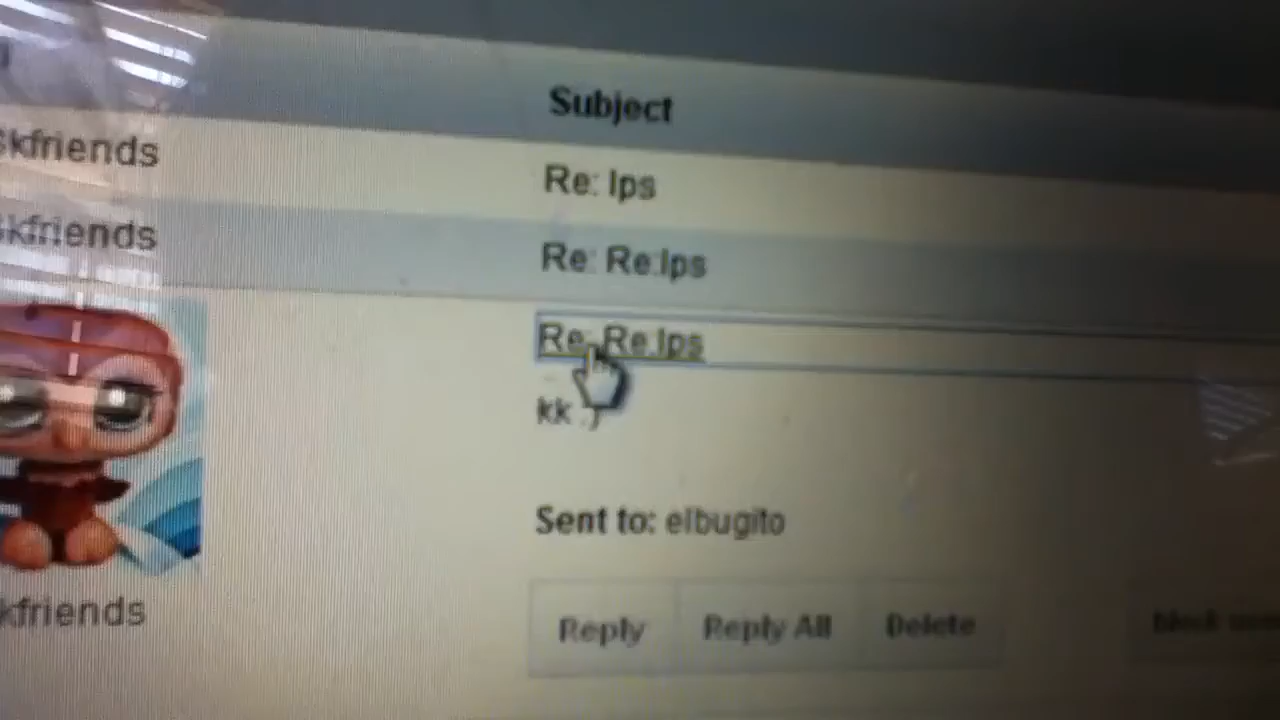 Subject
kfriends
Re: lps
kfriends
Re: Re:lps
Re: Re:lps
kk :)
Sent to: elbugito
kfriends
Reply
Reply All
Delete
block